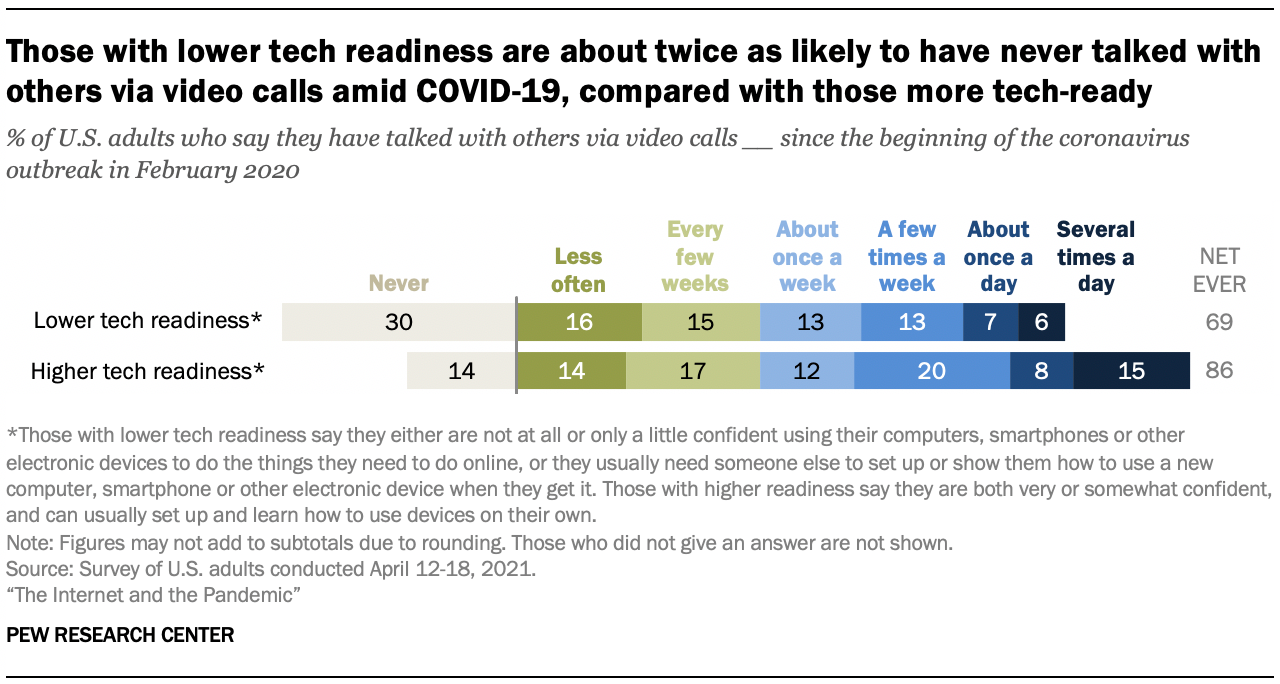 Those with lower tech readiness are about twice as likely to have never talked with
others via video calls amid COVID-19, compared with those more tech-ready
% of U.S. adults who say they have talked with others via video calls __ since the beginning of the coronavirus
outbreak in February 2020
Never
Less
often
Every
few
weeks
About
once a
week
A few
times a
week
About
once a
day
Several
times a
day
NET
EVER
Lower tech readiness* 30 16 15 13 13 7 6 69
Higher tech readiness* 14 14 17 12 20 8 15 86
*Those with lower tech readiness say they either are not at all or only a little confident using their computers, smartphones or other
electronic devices to do the things they need to do online, or they usually need someone else to set up or show them how to use a new
computer, smartphone or other electronic device when they get it. Those with higher readiness say they are both very or somewhat confident,
and can usually set up and learn how to use devices on their own.
Note: Figures may not add to subtotals due to rounding. Those who did not give an answer are not shown.
Source: Survey of U.S. adults conducted April 12-18, 2021.
“The Internet and the Pandemic”
PEW RESEARCH CENTER